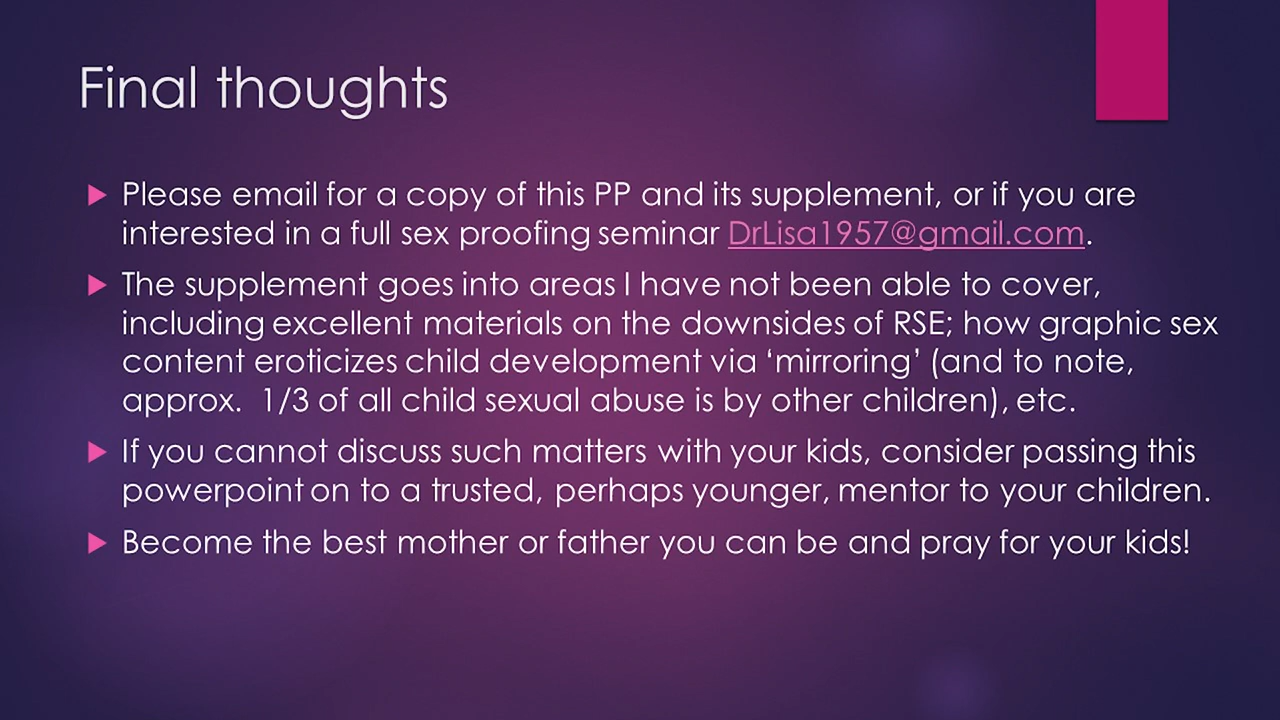 Final thoughts
Please email for a copy of this PP and its supplement, or if you are
interested in a full sex proofing seminar DrLisa1957@gmail.com.
The supplement goes into areas I have not been able to cover,
including excellent materials on the downsides of RSE; how graphic sex
content eroticizes child development via ‘mirroring’ (and to note,
approx.  1/3 of all child sexual abuse is by other children), etc.
If you cannot discuss such matters with your kids, consider passing this
powerpoint on to a trusted, perhaps younger, mentor to your children.
Become the best mother or father you can be and pray for your kids!